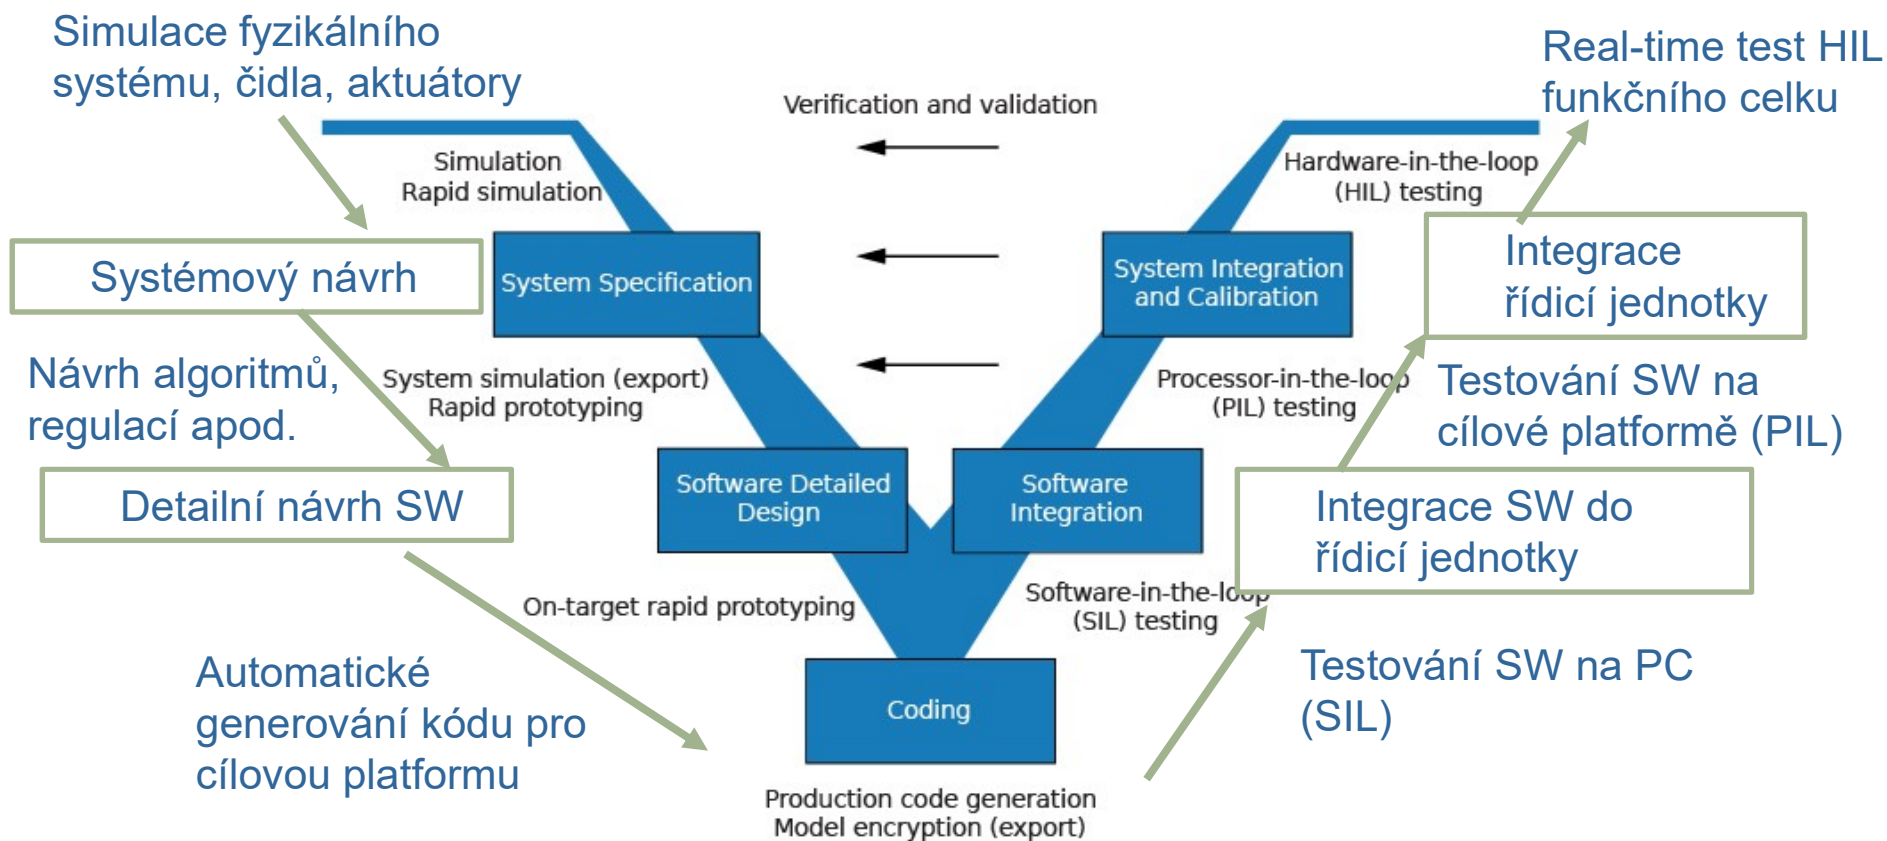 Simulace fyzikálního
systému, čidla, aktuátory
Real-time test HIL
funkčního celku
Verification and validation
Simulation
Rapid simulation
Hardware-in-the-loop
(HIL) testing
Systémový návrh
System Specification
System Integration
and Calibration
Integrace
řídicí jednotky
Návrh algoritmů,
regulací apod.
System simulation (export)
Rapid prototyping
Processor-in-the-loop
(PIL) testing
Testování SW na
cílové platformě (PIL)
Detailní návrh SW
Software Detailed
Design
Software
Integration
Integrace SW do
řídicí jednotky
On-target rapid prototyping
Software-in-the-loop
(SIL) testing
Automatické
generování kódu pro
cílovou platformu
Coding
Testování SW na PC
(SIL)
Production code generation
Model encryption (export)